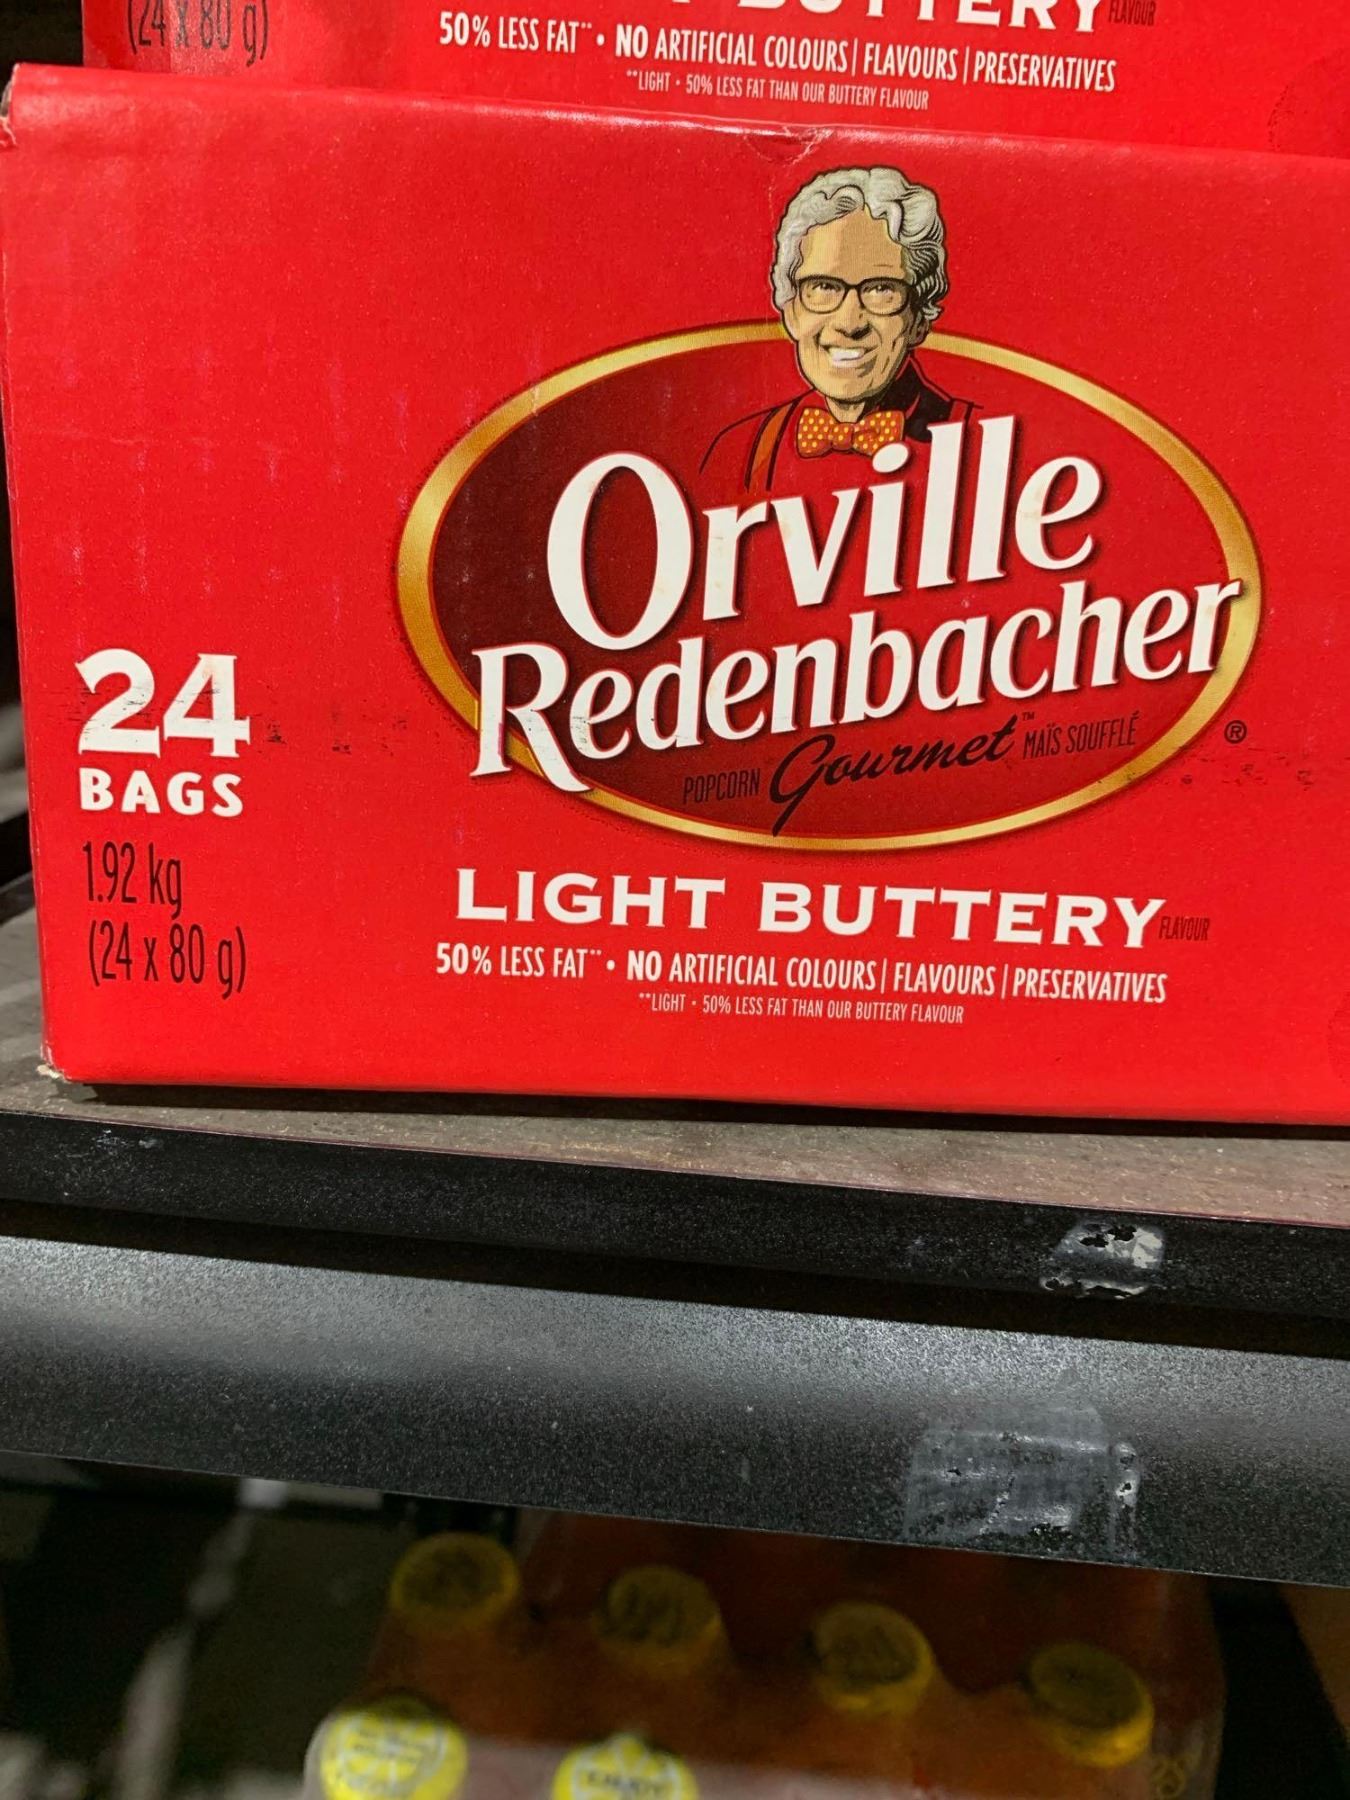 (24 x 80 g)
BUTTERY FLAVOUR
50% LESS FAT** • NO ARTIFICIAL COLOURS | FLAVOURS | PRESERVATIVES
**LIGHT • 50% LESS FAT THAN OUR BUTTERY FLAVOUR
Orville
Redenbacher
POPCORN Gourmet™ MAÏS SOUFFLÉ ®
24
BAGS
1.92 kg
(24 x 80 g)
LIGHT BUTTERY FLAVOUR
50% LESS FAT** • NO ARTIFICIAL COLOURS | FLAVOURS | PRESERVATIVES
**LIGHT • 50% LESS FAT THAN OUR BUTTERY FLAVOUR